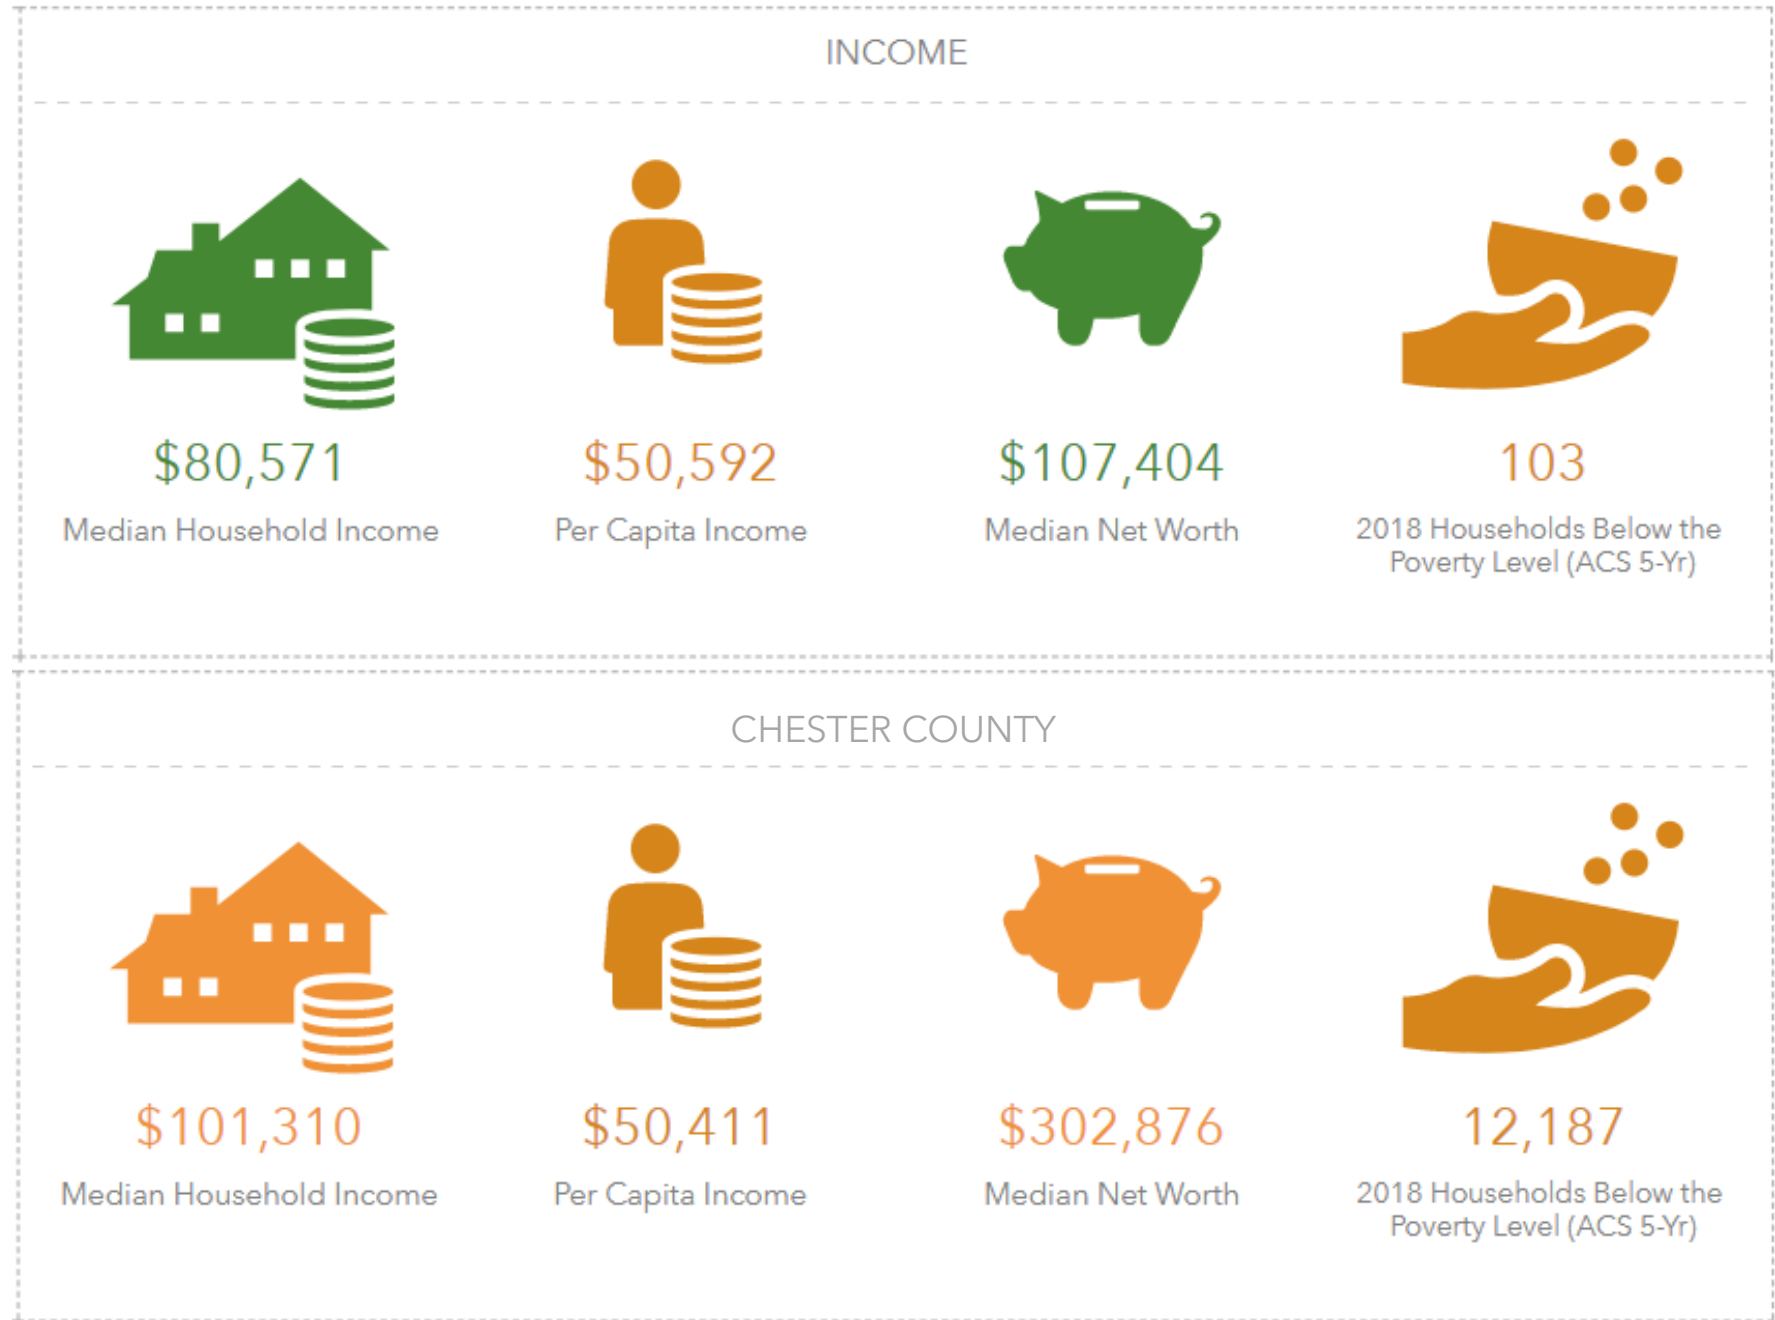 INCOME
$80,571
$50,592
$107,404
103
Median Household Income
Per Capita Income
Median Net Worth
2018 Households Below the
Poverty Level (ACS 5-Yr)
CHESTER COUNTY
$101,310
$50,411
$302,876
12,187
Median Household Income
Per Capita Income
Median Net Worth
2018 Households Below the
Poverty Level (ACS 5-Yr)